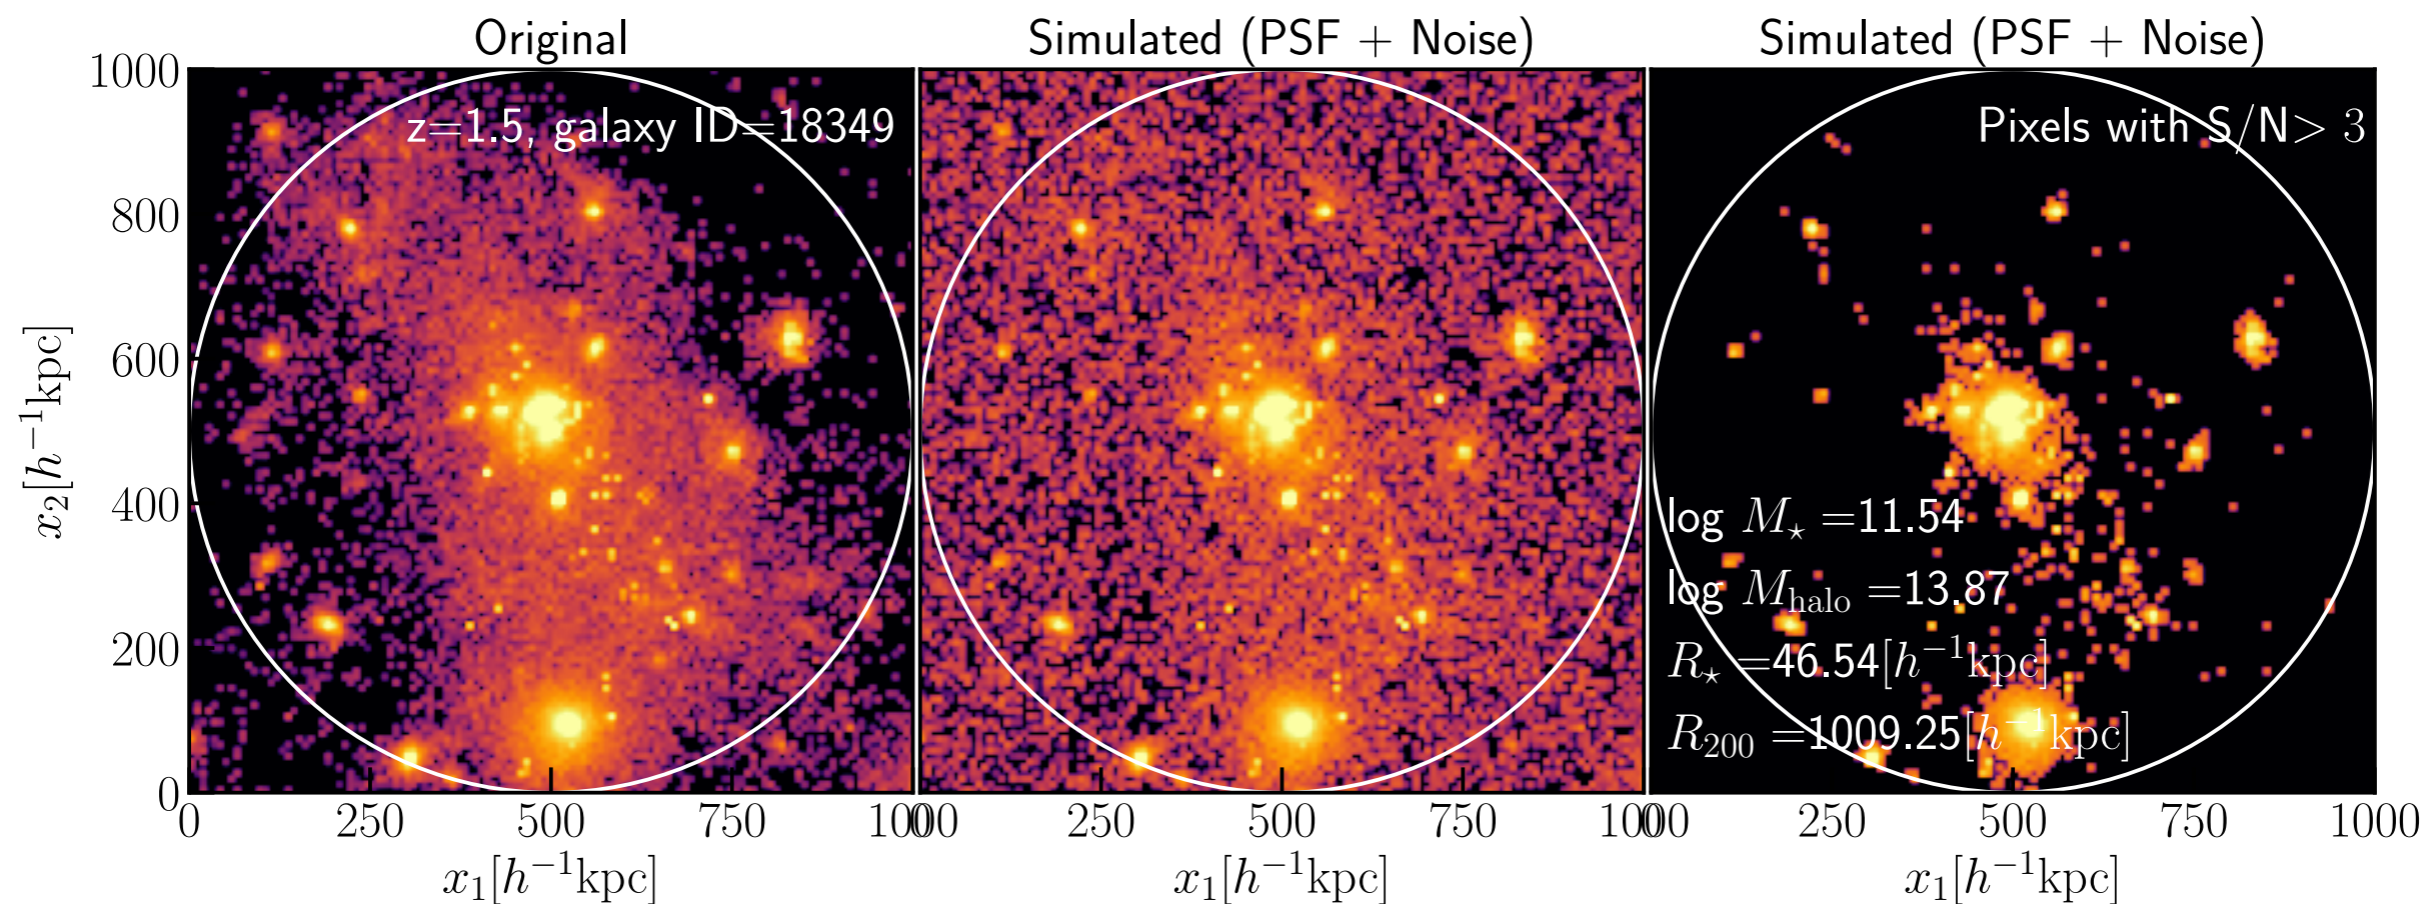 Original
Simulated (PSF + Noise)
Simulated (PSF + Noise)
z=1.5, galaxy ID=18349
Pixels with S/N> 3
log M⋆ =11.54
log M_halo =13.87
R⋆ =46.54[h⁻¹kpc]
R₂₀₀ =1009.25[h⁻¹kpc]
x₂[h⁻¹kpc]
1000
800
600
400
200
0
0 250 500 750 1000
0 250 500 750 1000
0 250 500 750 1000
x₁[h⁻¹kpc]
x₁[h⁻¹kpc]
x₁[h⁻¹kpc]